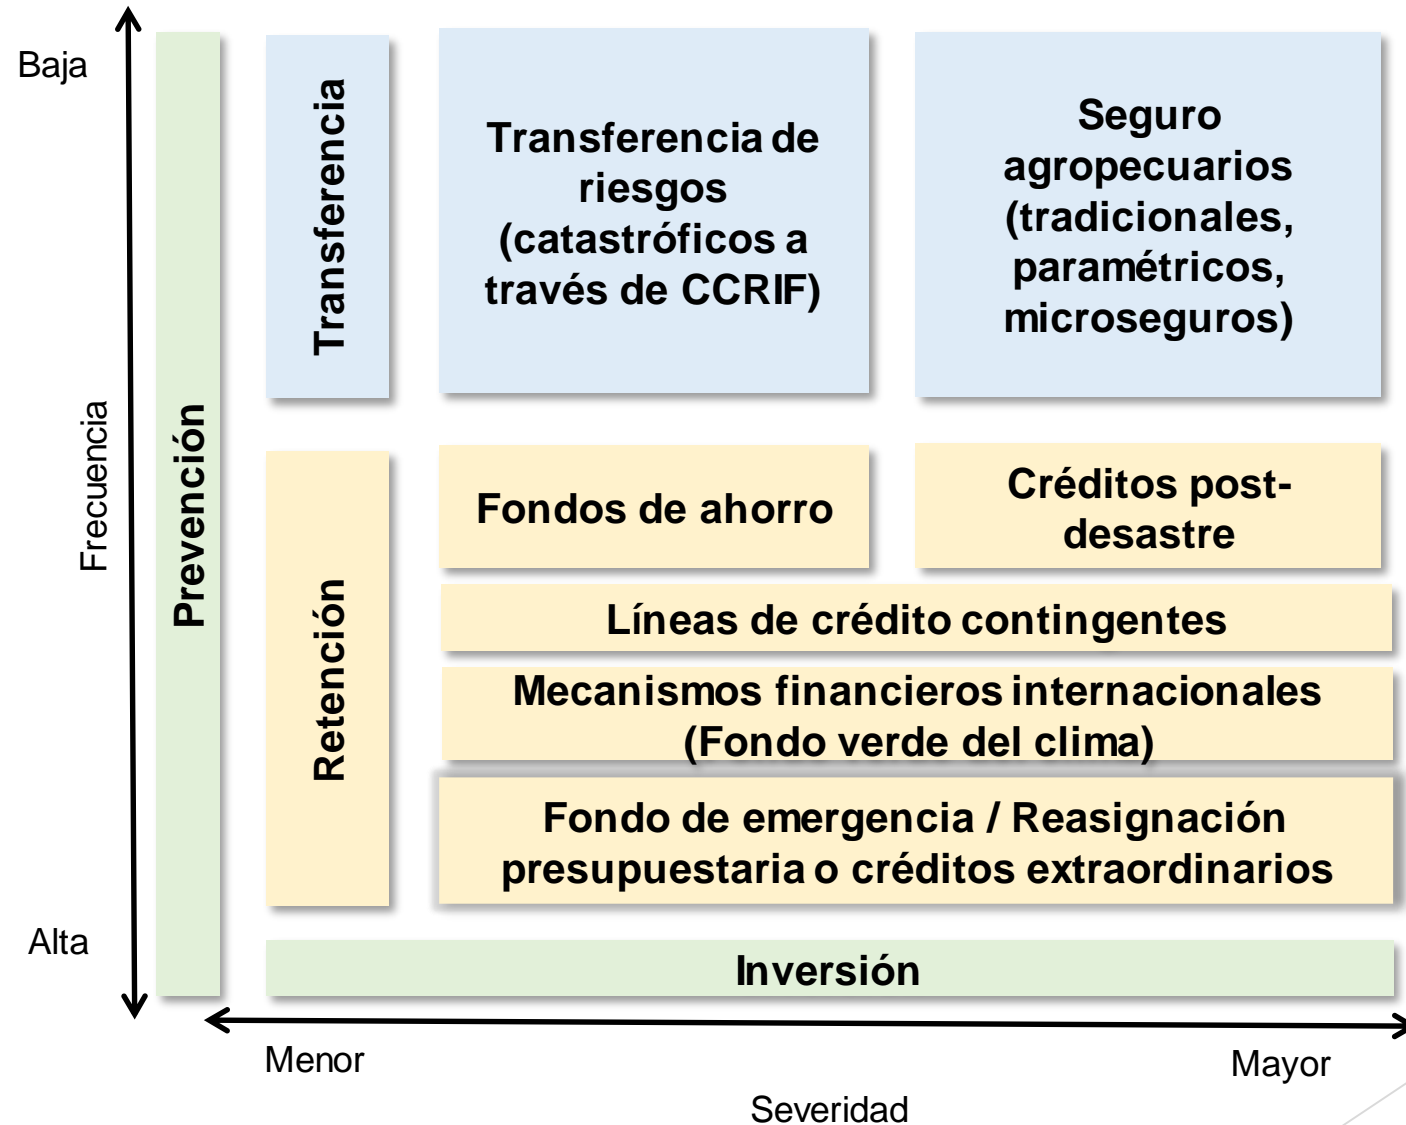 Baja
Frecuencia
Alta
Prevención
Transferencia
Transferencia de
riesgos
(catastróficos a
través de CCRIF)
Seguro
agropecuarios
(tradicionales,
paramétricos,
microseguros)
Retención
Fondos de ahorro
Créditos post-
desastre
Líneas de crédito contingentes
Mecanismos financieros internacionales
(Fondo verde del clima)
Fondo de emergencia / Reasignación
presupuestaria o créditos extraordinarios
Inversión
Menor
Mayor
Severidad